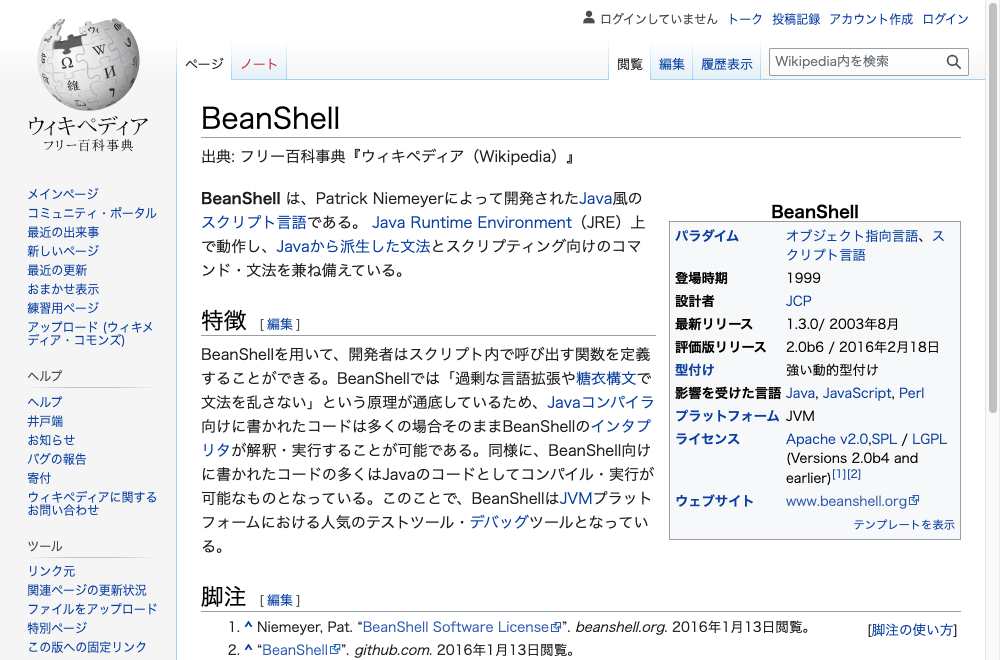 ログインしていません トーク 投稿記録 アカウント作成 ログイン
ページ ノート 閲覧 編集 履歴表示 Wikipedia内を検索
ウィキペディア
フリー百科事典
メインページ
コミュニティ・ポータル
最近の出来事
新しいページ
最近の更新
おまかせ表示
練習用ページ
アップロード (ウィキメ
ディア・コモンズ)
ヘルプ
ヘルプ
井戸端
お知らせ
バグの報告
寄付
ウィキペディアに関する
お問い合わせ
ツール
リンク元
関連ページの更新状況
ファイルをアップロード
特別ページ
この版への固定リンク
BeanShell
出典: フリー百科事典『ウィキペディア（Wikipedia）』
BeanShell は、Patrick Niemeyerによって開発されたJava風の
スクリプト言語である。 Java Runtime Environment（JRE）上
で動作し、Javaから派生した文法とスクリプティング向けのコマ
ンド・文法を兼ね備えている。
BeanShell
パラダイム オブジェクト指向言語、ス
クリプト言語
登場時期 1999
設計者 JCP
最新リリース 1.3.0/ 2003年8月
評価版リリース 2.0b6 / 2016年2月18日
型付け 強い動的型付け
影響を受けた言語 Java, JavaScript, Perl
プラットフォーム JVM
ライセンス Apache v2.0,SPL / LGPL
(Versions 2.0b4 and
earlier)[1][2]
ウェブサイト www.beanshell.org
テンプレートを表示
特徴 [編集]
BeanShellを用いて、開発者はスクリプト内で呼び出す関数を定義
することができる。BeanShellでは「過剰な言語拡張や糖衣構文で
文法を乱さない」という原理が通底しているため、Javaコンパイラ
向けに書かれたコードは多くの場合そのままBeanShellのインタプ
リタが解釈・実行することが可能である。同様に、BeanShell向け
に書かれたコードの多くはJavaのコードとしてコンパイル・実行が
可能なものとなっている。このことで、BeanShellはJVMプラット
フォームにおける人気のテストツール・デバッグツールとなってい
る。
脚注 [編集]
1. ^ Niemeyer, Pat. “BeanShell Software License”. beanshell.org. 2016年1月13日閲覧。
2. ^ “BeanShell”. github.com. 2016年1月13日閲覧。
[脚注の使い方]